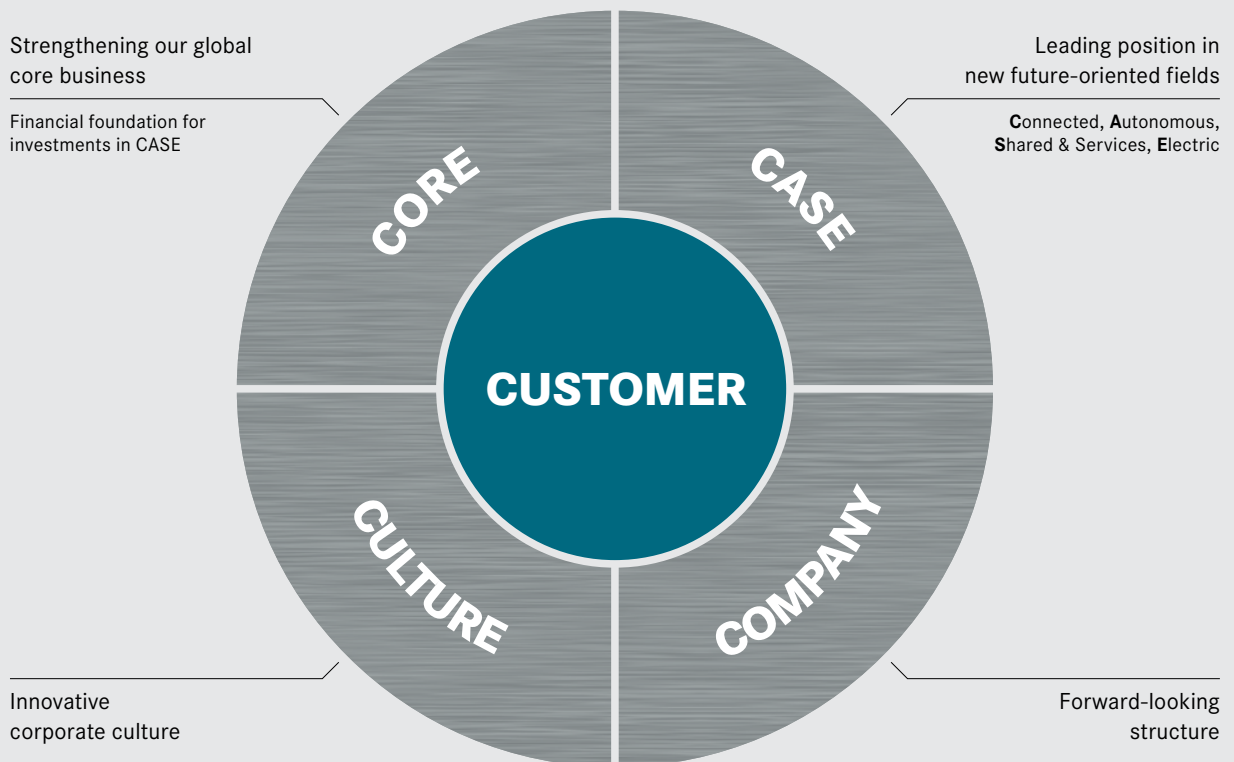 Strengthening our global
core business
Financial foundation for
investments in CASE
Leading position in
new future-oriented fields
Connected, Autonomous,
Shared & Services, Electric
CORE
CASE
CUSTOMER
CULTURE
COMPANY
Innovative
corporate culture
Forward-looking
structure